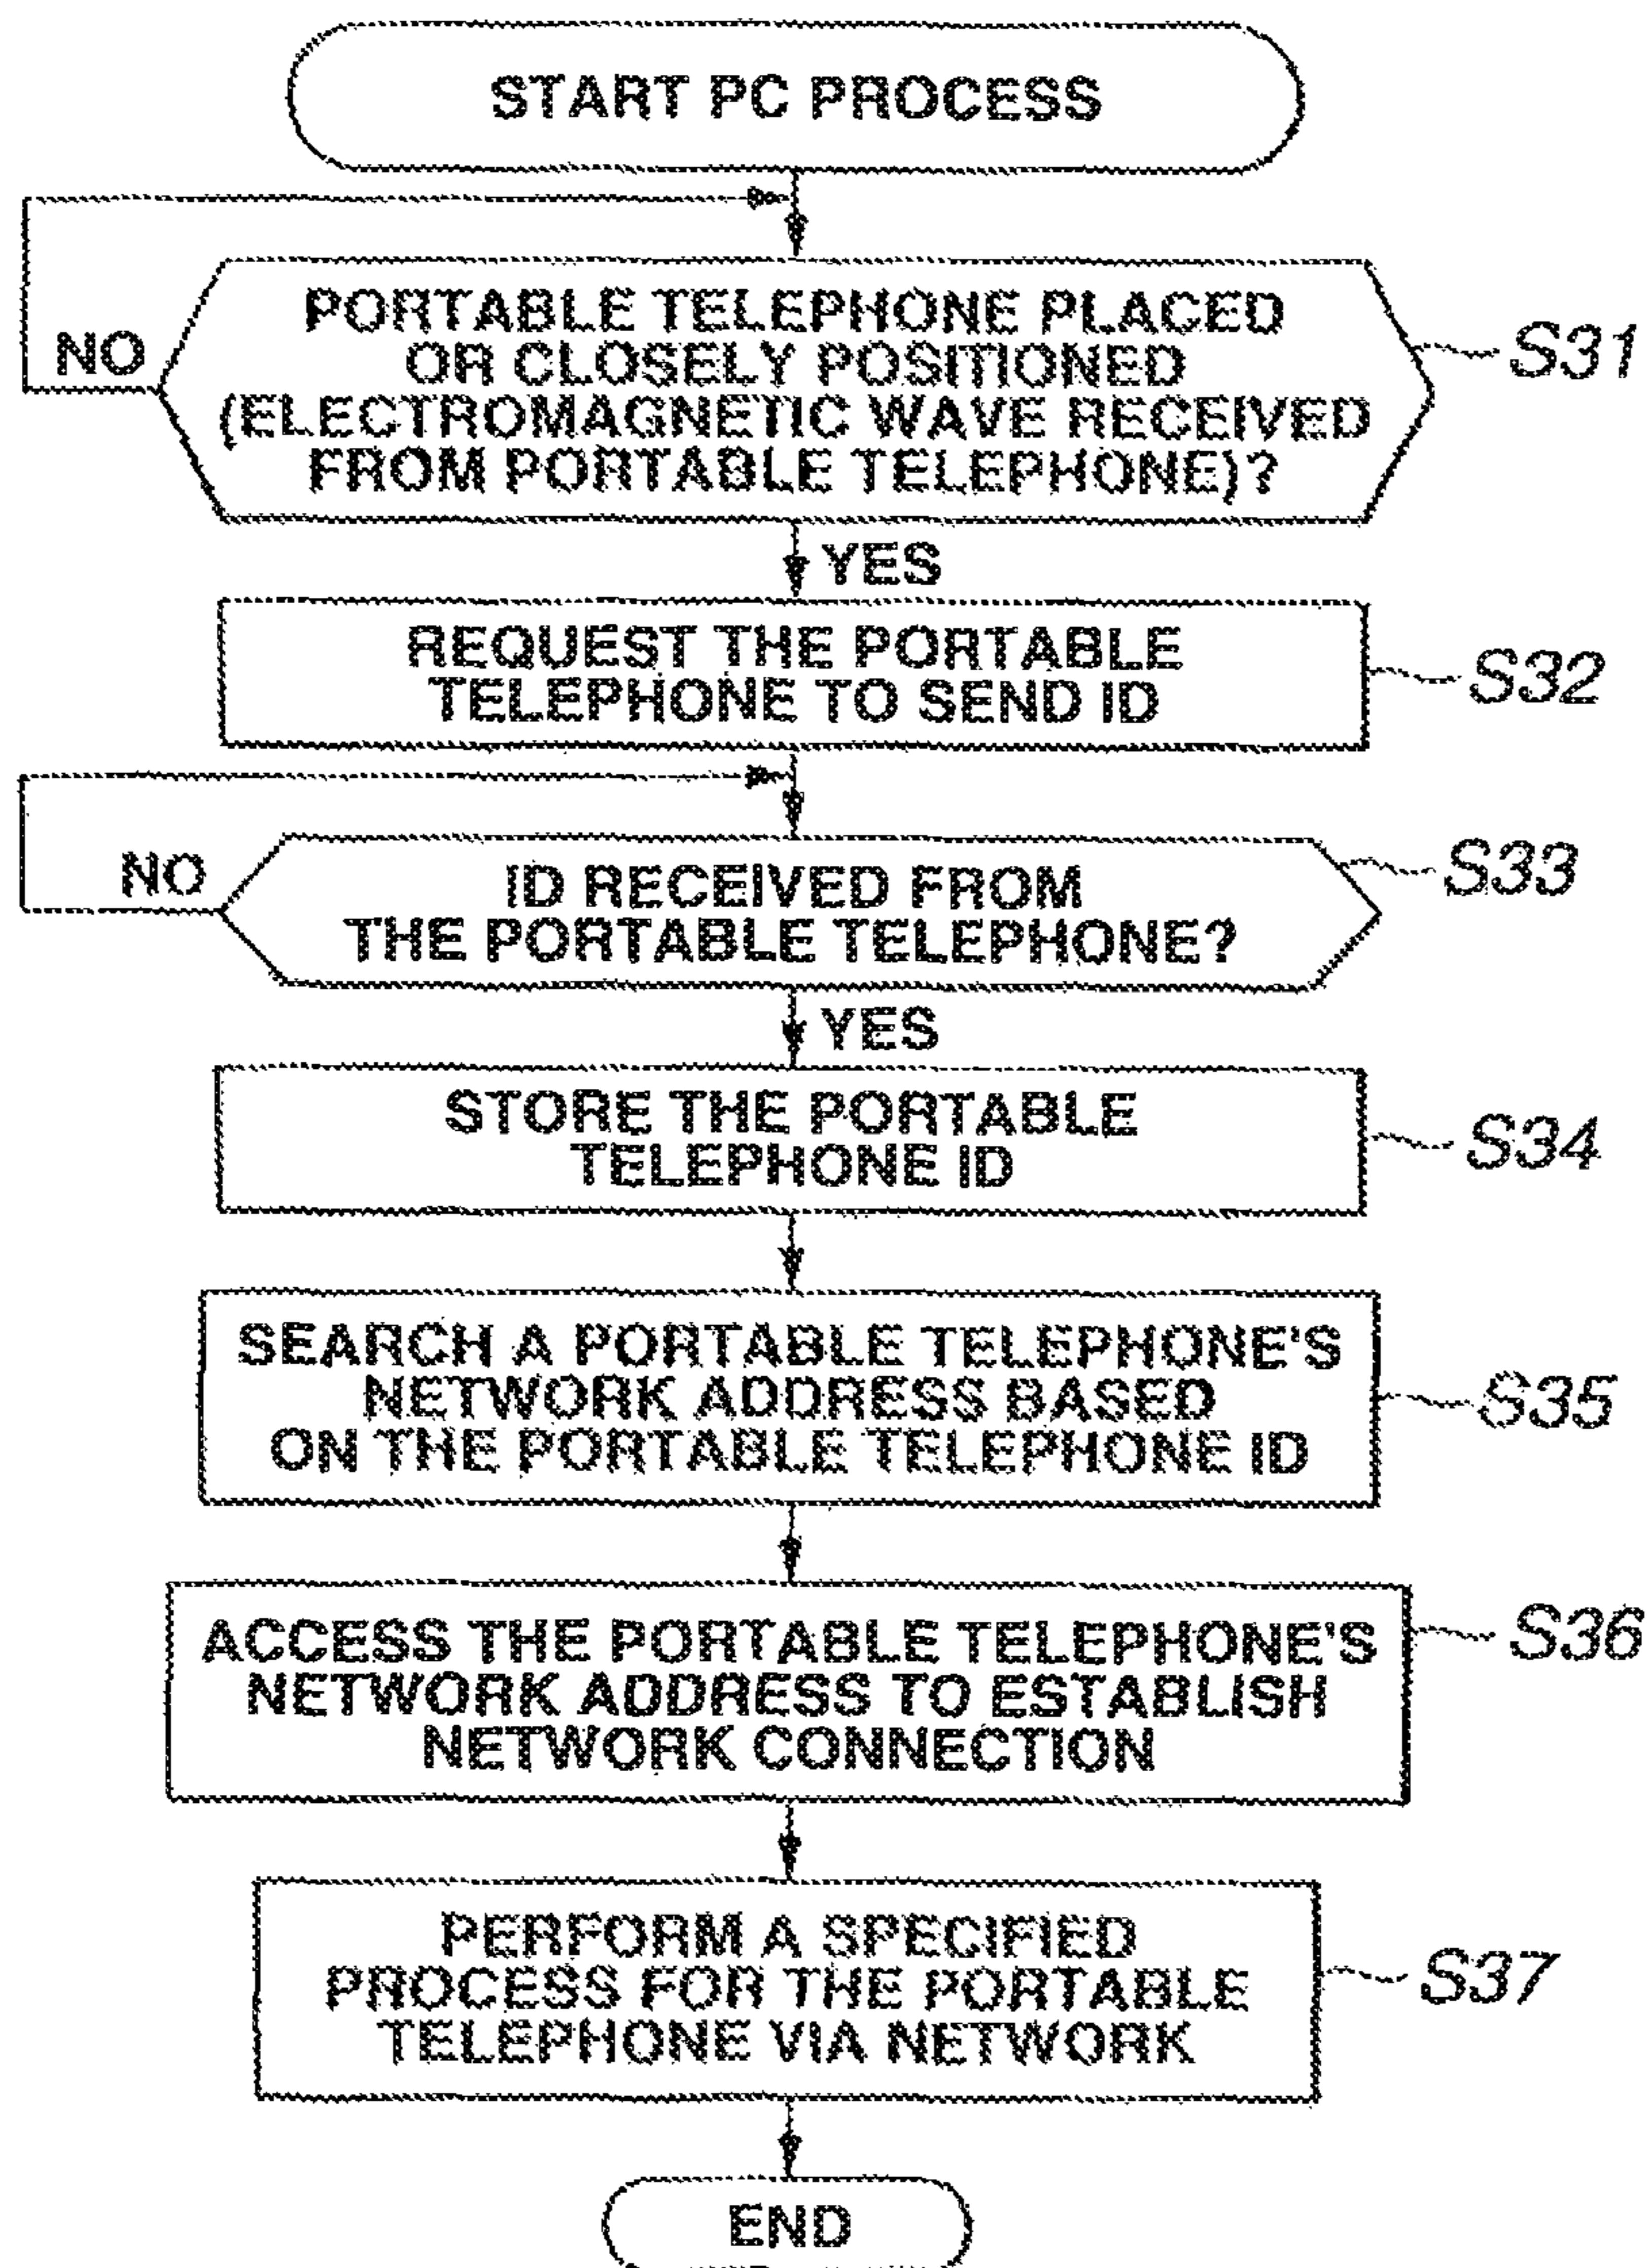 START PC PROCESS
PORTABLE TELEPHONE PLACED
OR CLOSELY POSITIONED
(ELECTROMAGNETIC WAVE RECEIVED
FROM PORTABLE TELEPHONE)?
NO
S31
YES
REQUEST THE PORTABLE
TELEPHONE TO SEND ID
S32
ID RECEIVED FROM
THE PORTABLE TELEPHONE?
NO
S33
YES
STORE THE PORTABLE
TELEPHONE ID
S34
SEARCH A PORTABLE TELEPHONE'S
NETWORK ADDRESS BASED
ON THE PORTABLE TELEPHONE ID
S35
ACCESS THE PORTABLE TELEPHONE'S
NETWORK ADDRESS TO ESTABLISH
NETWORK CONNECTION
S36
PERFORM A SPECIFIED
PROCESS FOR THE PORTABLE
TELEPHONE VIA NETWORK
S37
END